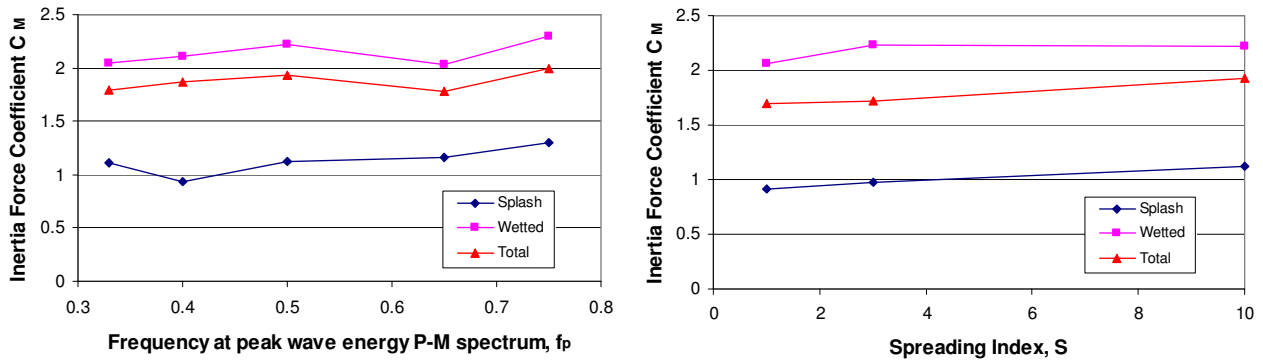 Inertia Force Coefficient C M
2.5
2
1.5
1
0.5
0
0.3
0.4
0.5
0.6
0.7
0.8
Splash
Wetted
Total
Frequency at peak wave energy P-M spectrum, fp
Inertia Force Coefficient C M
2.5
2
1.5
1
0.5
0
0
2
4
6
8
10
Splash
Wetted
Total
Spreading Index, S